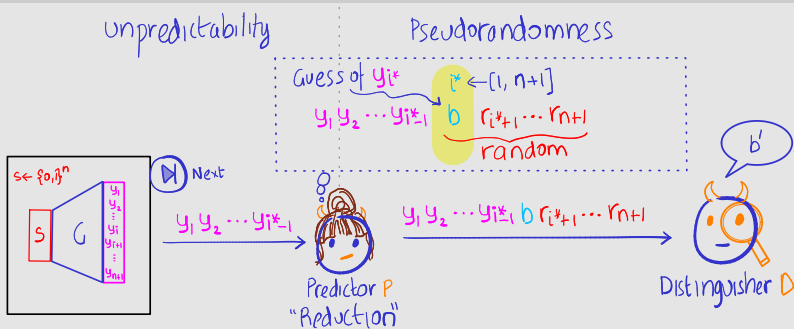 Unpredictability
Pseudorandomness
Guess of yi*
i* ←[1, n+1]
y1 y2 ⋯ yi*-1 b ri*+1 ⋯ rn+1
random
b'
s←{0,1}^n
Next
S
G
y1
y2
⋮
yi
yi+1
⋮
yn+1
y1 y2 ⋯ yi*-1
y1 y2 ⋯ yi*-1 b ri*+1 ⋯ rn+1
Predictor P
"Reduction"
Distinguisher D